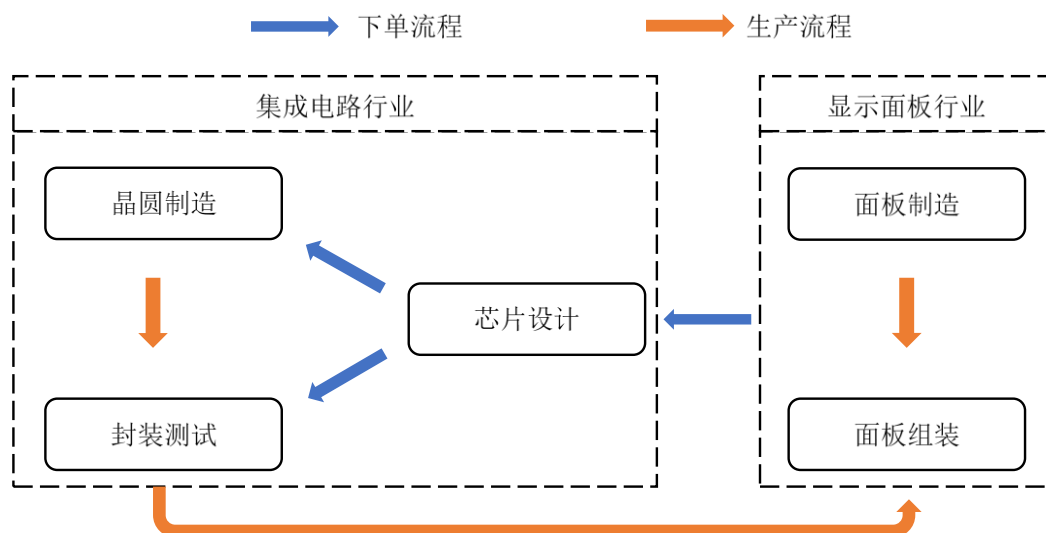 下单流程
生产流程
集成电路行业
显示面板行业
晶圆制造
面板制造
芯片设计
封装测试
面板组装